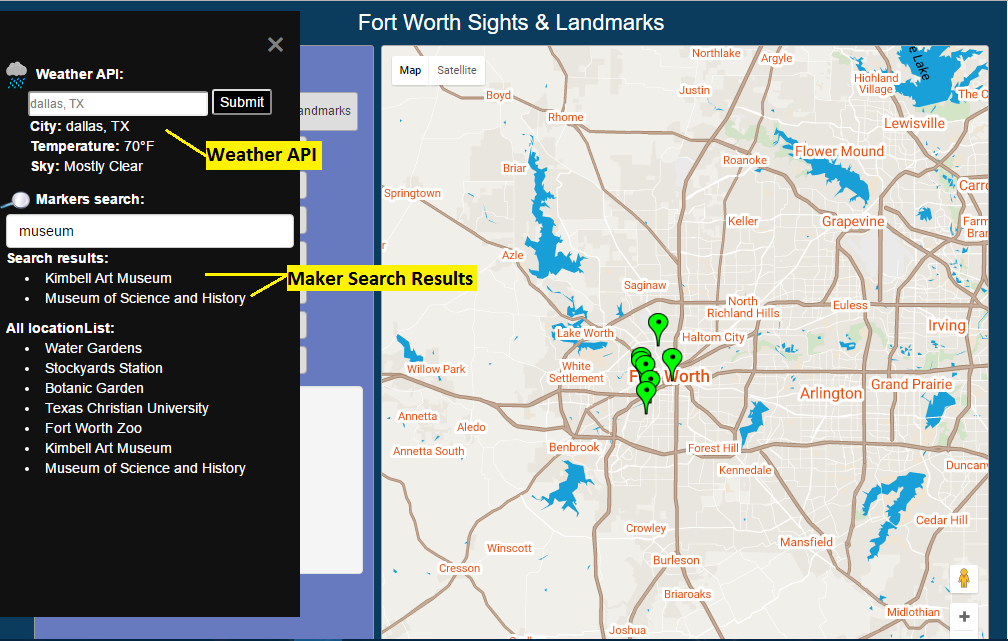 Fort Worth Sights & Landmarks
×
Weather API:
dallas, TX
Submit
City: dallas, TX
Temperature: 70°F
Sky: Mostly Clear
Weather API
Markers search:
museum
Search results:
Kimbell Art Museum
Museum of Science and History
Maker Search Results
All locationList:
Water Gardens
Stockyards Station
Botanic Garden
Texas Christian University
Fort Worth Zoo
Kimbell Art Museum
Museum of Science and History
andmarks
Map
Satellite
Northlake
Argyle
e Lake
Justin
Highland
Village
The C
Boyd
Rhome
Lewisville
Flower Mound
Roanoke
Briar
Springtown
Carro
Keller
Grapevine
Farm
Bran
Azle
Saginaw
North
Richland Hills
Euless
Irving
Lake Worth
Haltom City
White
Settlement
Willow Park
F
Worth
Grand Prairie
Arlington
Annetta
Aledo
Annetta South
Benbrook
Forest Hill
Kennedale
Duncanv
Cedar Hill
Crowley
Mansfield
Winscott
Burleson
Cresson
Briaroaks
Midlothian
Joshua
+